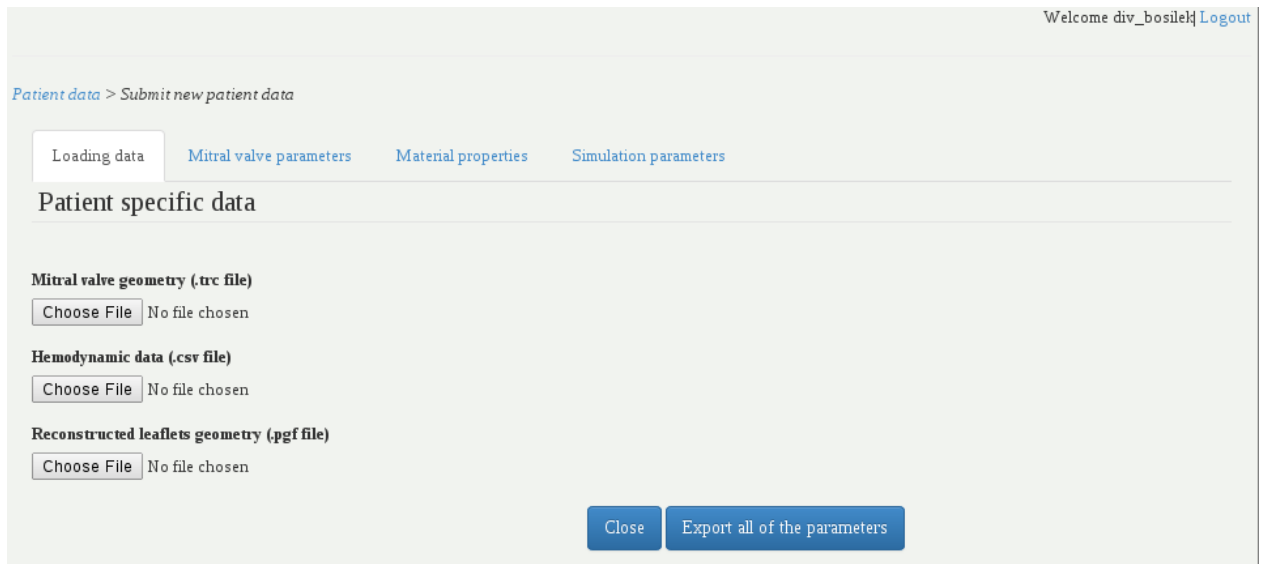 Welcome div_bosilek| Logout
Patient data > Submit new patient data
Loading data Mitral valve parameters Material properties Simulation parameters
Patient specific data
Mitral valve geometry (.trc file)
Choose File No file chosen
Hemodynamic data (.csv file)
Choose File No file chosen
Reconstructed leaflets geometry (.pgf file)
Choose File No file chosen
Close Export all of the parameters